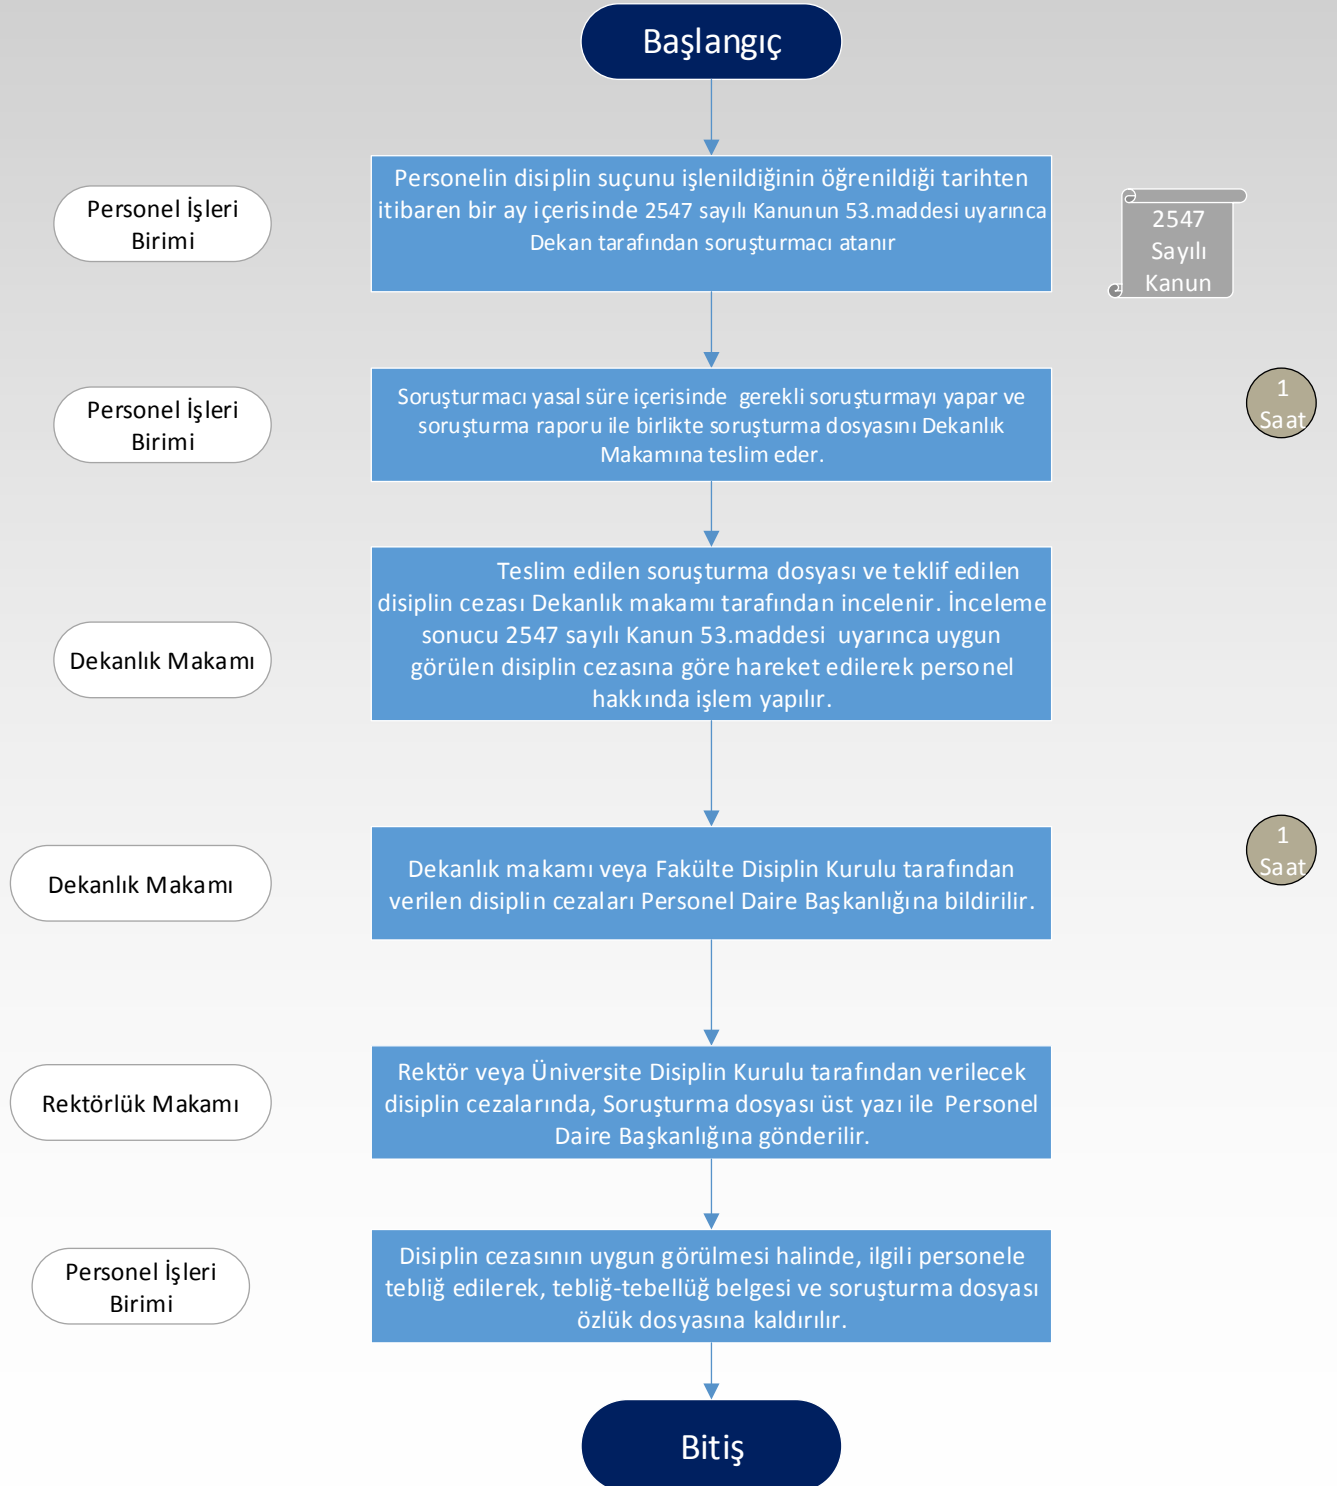 Başlangıç
Personel İşleri
Birimi
Personelin disiplin suçunu işlenildiğinin öğrenildiği tarihten
itibaren bir ay içerisinde 2547 sayılı Kanunun 53.maddesi uyarınca
Dekan tarafından soruşturmacı atanır
2547
Sayılı
Kanun
Personel İşleri
Birimi
Soruşturmacı yasal süre içerisinde gerekli soruşturmayı yapar ve
soruşturma raporu ile birlikte soruşturma dosyasını Dekanlık
Makamına teslim eder.
1
Saat
Dekanlık Makamı
Teslim edilen soruşturma dosyası ve teklif edilen
disiplin cezası Dekanlık makamı tarafından incelenir. İnceleme
sonucu 2547 sayılı Kanun 53.maddesi uyarınca uygun
görülen disiplin cezasına göre hareket edilerek personel
hakkında işlem yapılır.
Dekanlık Makamı
Dekanlık makamı veya Fakülte Disiplin Kurulu tarafından
verilen disiplin cezaları Personel Daire Başkanlığına bildirilir.
1
Saat
Rektörlük Makamı
Rektör veya Üniversite Disiplin Kurulu tarafından verilecek
disiplin cezalarında, Soruşturma dosyası üst yazı ile Personel
Daire Başkanlığına gönderilir.
Personel İşleri
Birimi
Disiplin cezasının uygun görülmesi halinde, ilgili personele
tebliğ edilerek, tebliğ-tebellüğ belgesi ve soruşturma dosyası
özlük dosyasına kaldırılır.
Bitiş